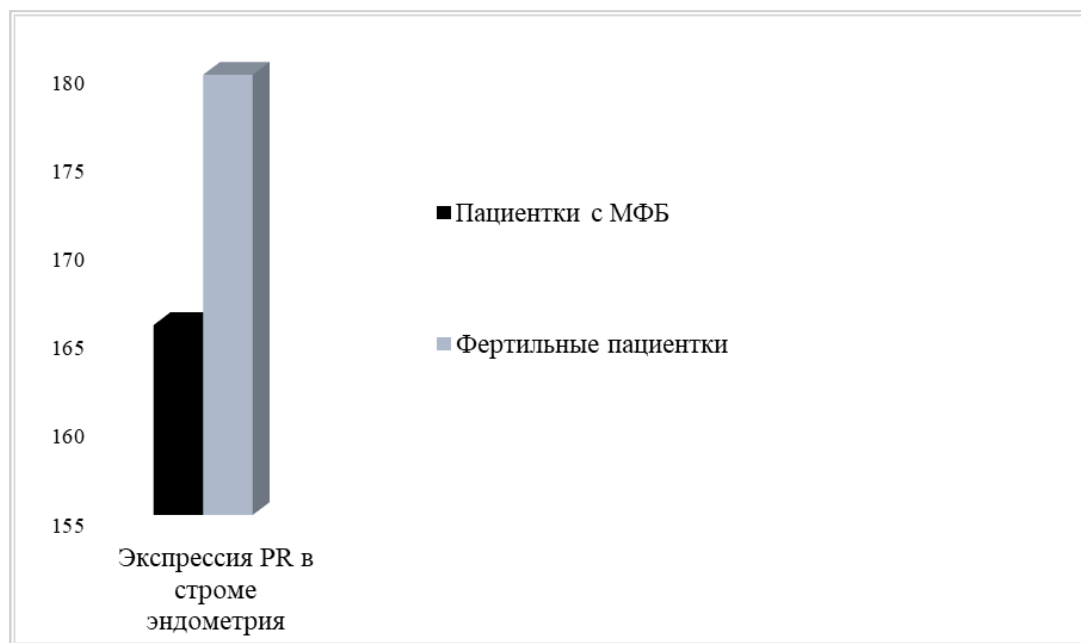 180
175
170
165
160
155
Экспрессия PR в
строме
эндометрия
Пациентки с МФБ
Фертильные пациентки